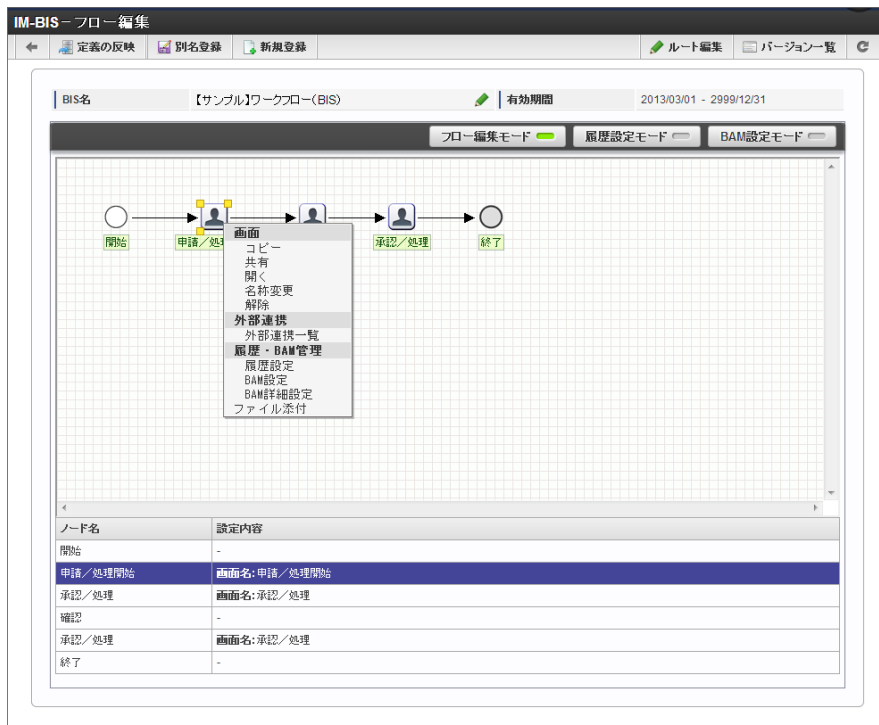 IM-BIS－フロー編集
定義の反映 別名登録 新規登録 ルート編集 バージョン一覧
BIS名 【サンプル】ワークフロー(BIS) 有効期間 2013/03/01 - 2999/12/31
フロー編集モード 履歴設定モード BAM設定モード
開始 申請／処 承認／処理 終了
画面
コピー
共有
開く
名称変更
解除
外部連携
外部連携一覧
履歴・BAM管理
履歴設定
BAM設定
BAM詳細設定
ファイル添付
ノード名 設定内容
開始 -
申請／処理開始 画面名:申請／処理開始
承認／処理 画面名:承認／処理
確認 -
承認／処理 画面名:承認／処理
終了 -